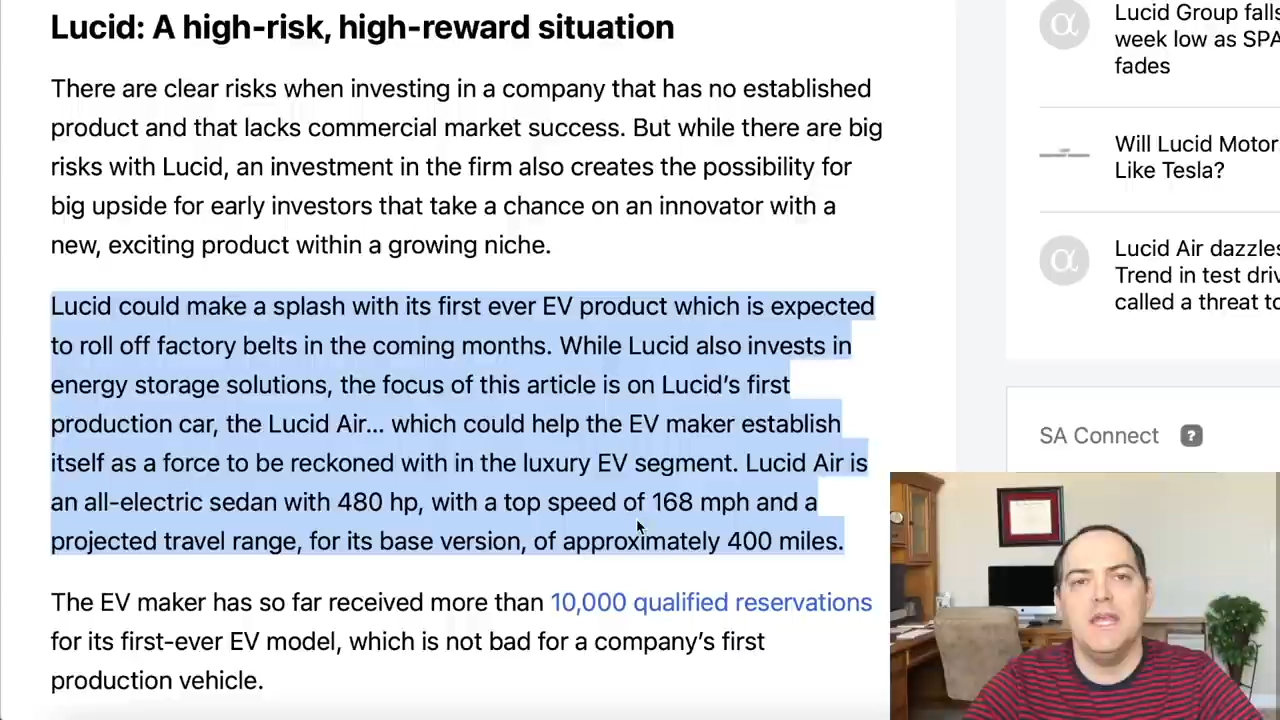 Lucid: A high-risk, high-reward situation
There are clear risks when investing in a company that has no established
product and that lacks commercial market success. But while there are big
risks with Lucid, an investment in the firm also creates the possibility for
big upside for early investors that take a chance on an innovator with a
new, exciting product within a growing niche.
Lucid could make a splash with its first ever EV product which is expected
to roll off factory belts in the coming months. While Lucid also invests in
energy storage solutions, the focus of this article is on Lucid's first
production car, the Lucid Air... which could help the EV maker establish
itself as a force to be reckoned with in the luxury EV segment. Lucid Air is
an all-electric sedan with 480 hp, with a top speed of 168 mph and a
projected travel range, for its base version, of approximately 400 miles.
The EV maker has so far received more than 10,000 qualified reservations
for its first-ever EV model, which is not bad for a company's first
production vehicle.
α
Lucid Group falls
week low as SPA
fades
Will Lucid Motor
Like Tesla?
α
Lucid Air dazzles
Trend in test driv
called a threat to
SA Connect ?